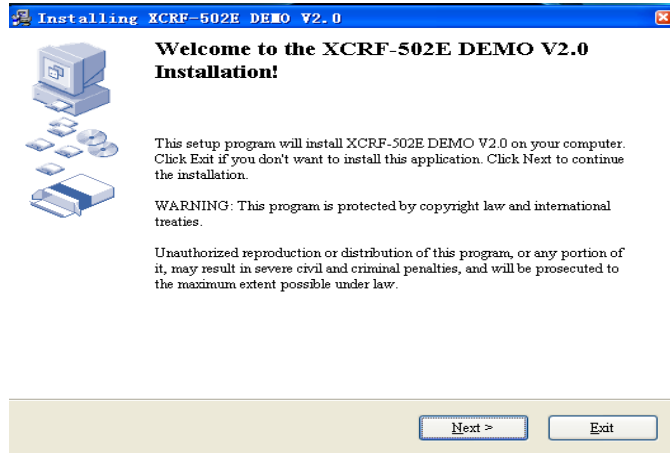 Installing XCRF-502E DEMO V2.0
Welcome to the XCRF-502E DEMO V2.0
Installation!
This setup program will install XCRF-502E DEMO V2.0 on your computer.
Click Exit if you don't want to install this application. Click Next to continue
the installation.
WARNING: This program is protected by copyright law and international
treaties.
Unauthorized reproduction or distribution of this program, or any portion of
it, may result in severe civil and criminal penalties, and will be prosecuted to
the maximum extent possible under law.
Next >
Exit